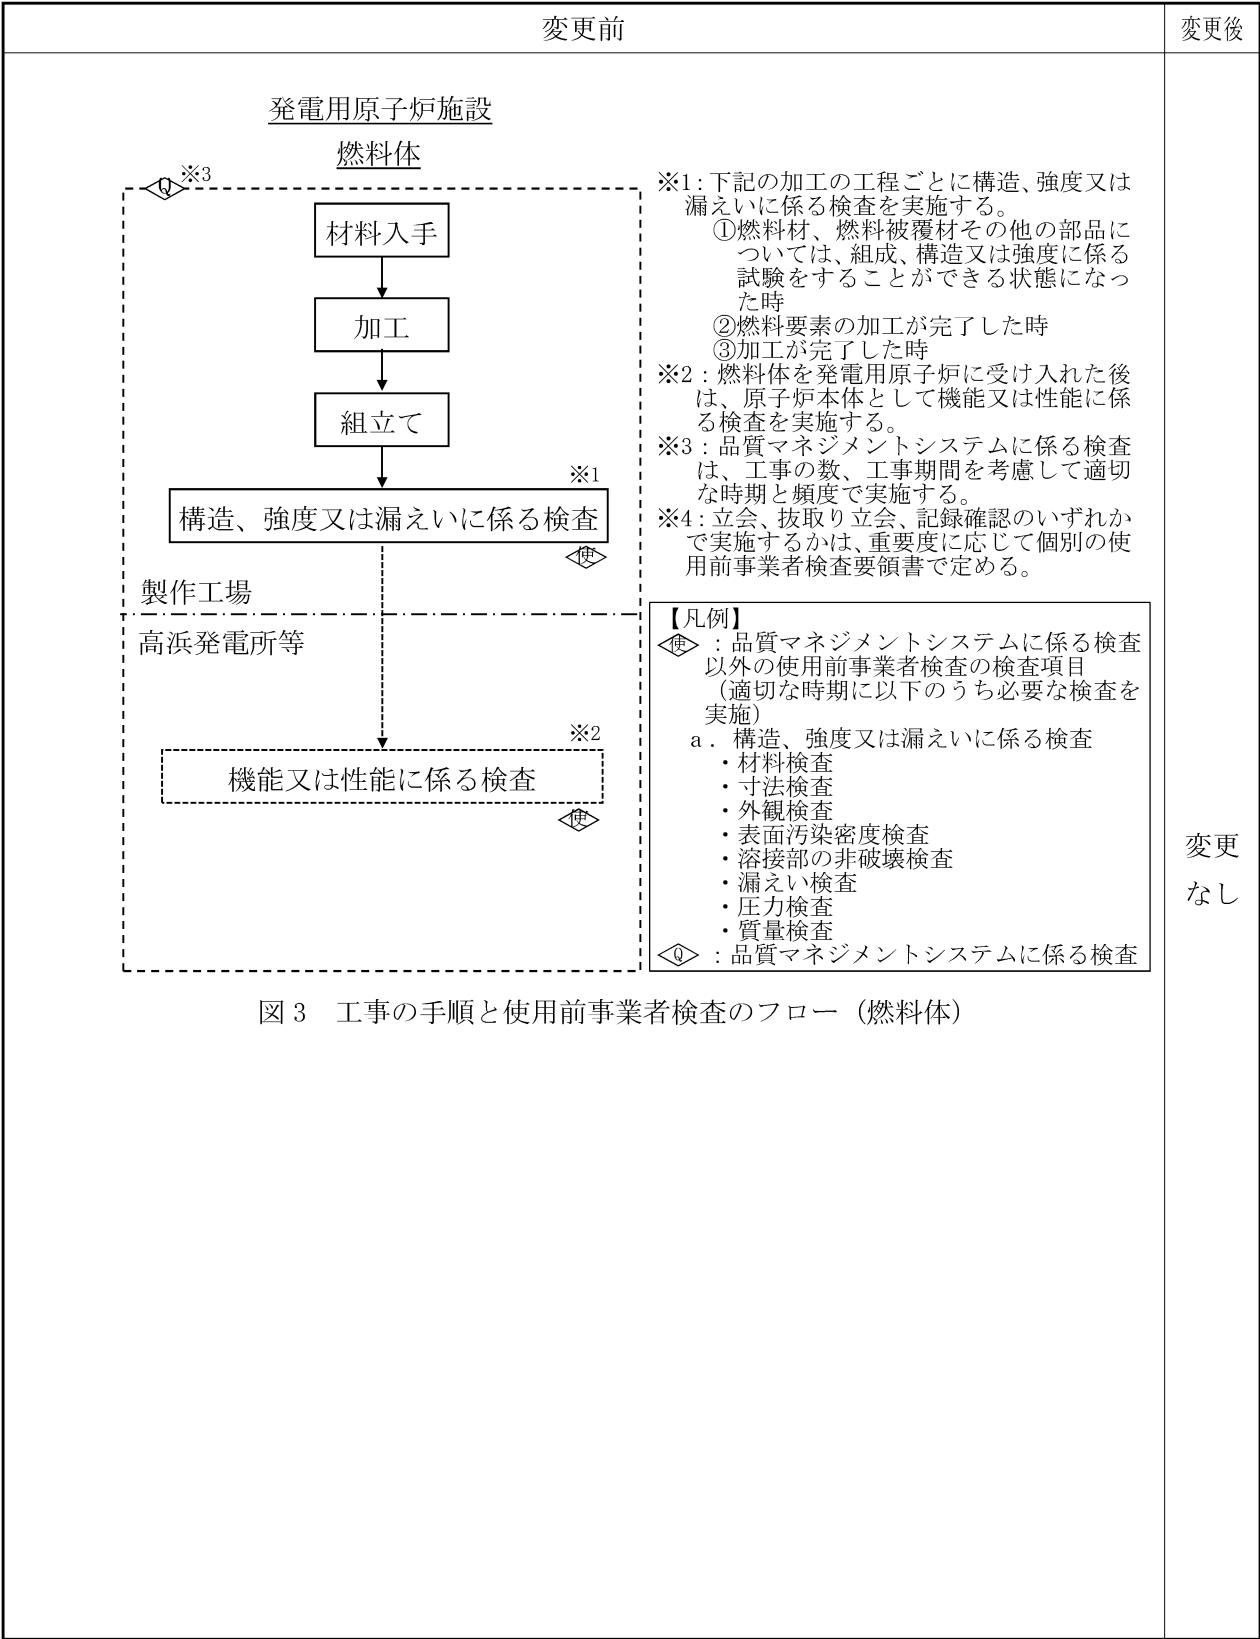 変更前
変更後
発電用原子炉施設
燃料体
Q
※3
材料入手
加工
組立て
※1
構造、強度又は漏えいに係る検査
使
製作工場
高浜発電所等
※2
機能又は性能に係る検査
使
※1：下記の加工の工程ごとに構造、強度又は
漏えいに係る検査を実施する。
①燃料材、燃料被覆材その他の部品に
ついては、組成、構造又は強度に係る
試験をすることができる状態になっ
た時
②燃料要素の加工が完了した時
③加工が完了した時
※2：燃料体を発電用原子炉に受け入れた後
は、原子炉本体として機能又は性能に係
る検査を実施する。
※3：品質マネジメントシステムに係る検査
は、工事の数、工事期間を考慮して適切
な時期と頻度で実施する。
※4：立会、抜取り立会、記録確認のいずれか
で実施するかは、重要度に応じて個別の使
用前事業者検査要領書で定める。
【凡例】
使：品質マネジメントシステムに係る検査
以外の使用前事業者検査の検査項目
（適切な時期に以下のうち必要な検査を
実施）
a．構造、強度又は漏えいに係る検査
・材料検査
・寸法検査
・外観検査
・表面汚染密度検査
・溶接部の非破壊検査
・漏えい検査
・圧力検査
・質量検査
Q：品質マネジメントシステムに係る検査
図3　工事の手順と使用前事業者検査のフロー（燃料体）
変更
なし